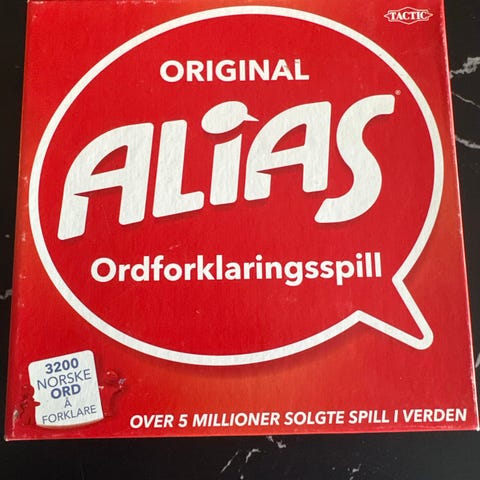 TACTIC
ORIGINAL
ALiAS®
Ordforklaringsspill
3200
NORSKE
ORD
Å
FORKLARE
OVER 5 MILLIONER SOLGTE SPILL I VERDEN